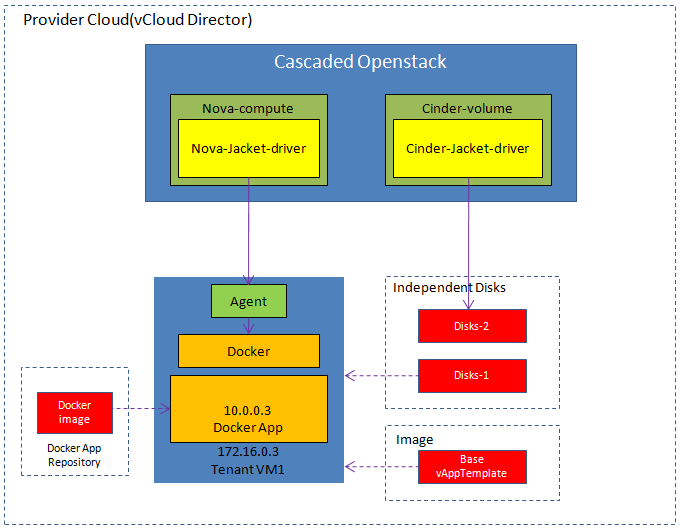 Provider Cloud(vCloud Director)
Cascaded Openstack
Nova-compute
Nova-Jacket-driver
Cinder-volume
Cinder-Jacket-driver
Agent
Docker
10.0.0.3
Docker App
172.16.0.3
Tenant VM1
Independent Disks
Disks-2
Disks-1
Docker
image
Docker App
Repository
Image
Base
vAppTemplate